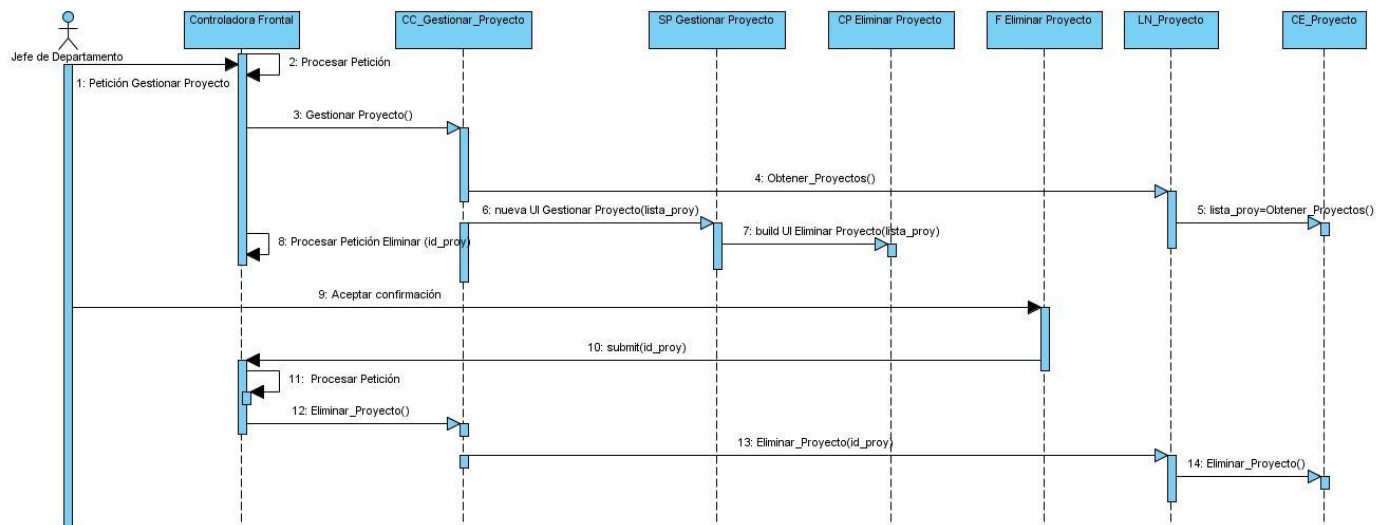 Controladora Frontal
CC_Gestionar_Proyecto
SP Gestionar Proyecto
CP Eliminar Proyecto
F Eliminar Proyecto
LN_Proyecto
CE_Proyecto
Jefe de Departamento
2: Procesar Petición
1: Petición Gestionar Proyecto
3: Gestionar Proyecto()
4: Obtener_Proyectos()
6: nueva UI Gestionar Proyecto(lista_proy)
5: lista_proy=Obtener_Proyectos()
7: build UI Eliminar Proyecto(lista_proy)
8: Procesar Petición Eliminar (id_proy)
9: Aceptar confirmación
10: submit(id_proy)
11: Procesar Petición
12: Eliminar_Proyecto()
13: Eliminar_Proyecto(id_proy)
14: Eliminar_Proyecto()